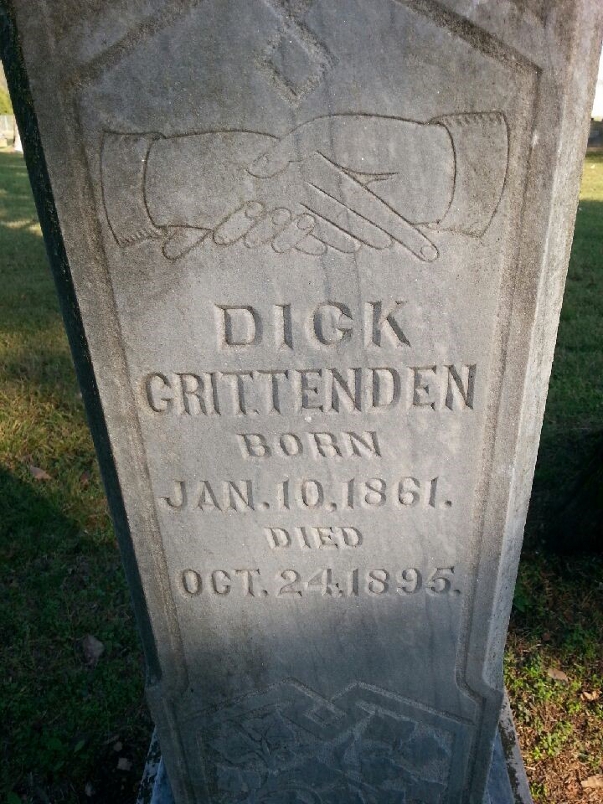 DICK
CRITTENDEN
BORN
JAN. 10, 1861.
DIED
OCT. 24, 1895.